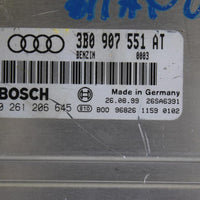 3B0 907 551 AT
BENZIN 0003
BOSCH
Made in Germany
26.08.99 26SA6391
0 261 206 645
800 96826 1159 0102